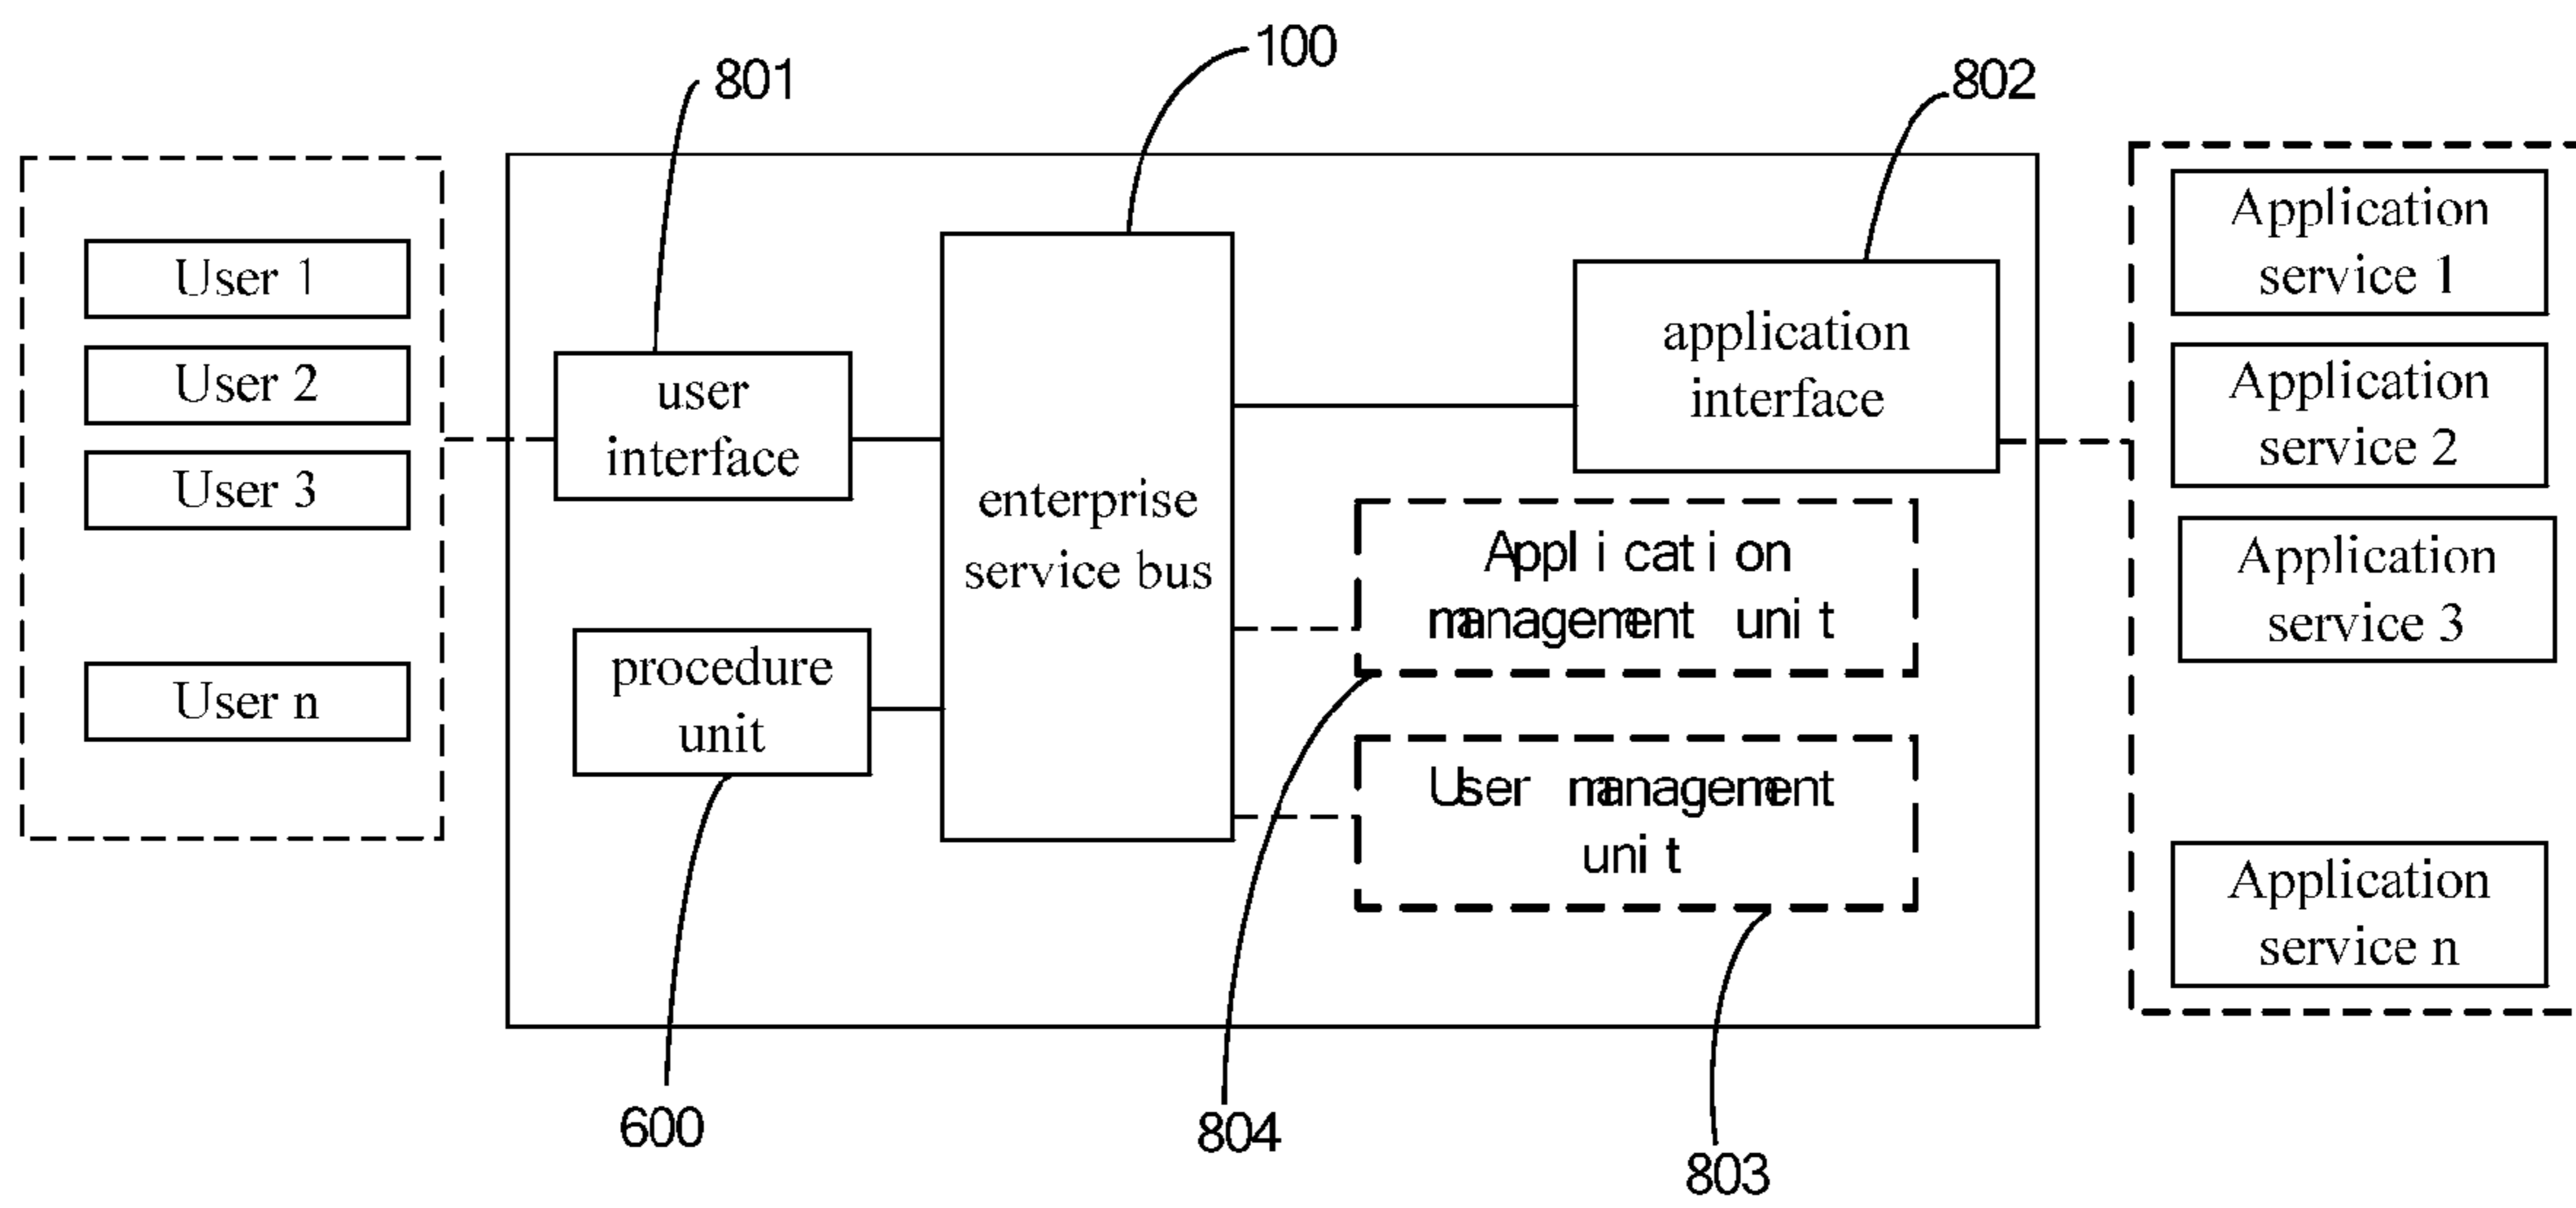 100
801
802
User 1
User 2
User 3
User n
user
interface
procedure
unit
enterprise
service bus
application
interface
Application
management unit
User management
unit
Application
service 1
Application
service 2
Application
service 3
Application
service n
600
804
803